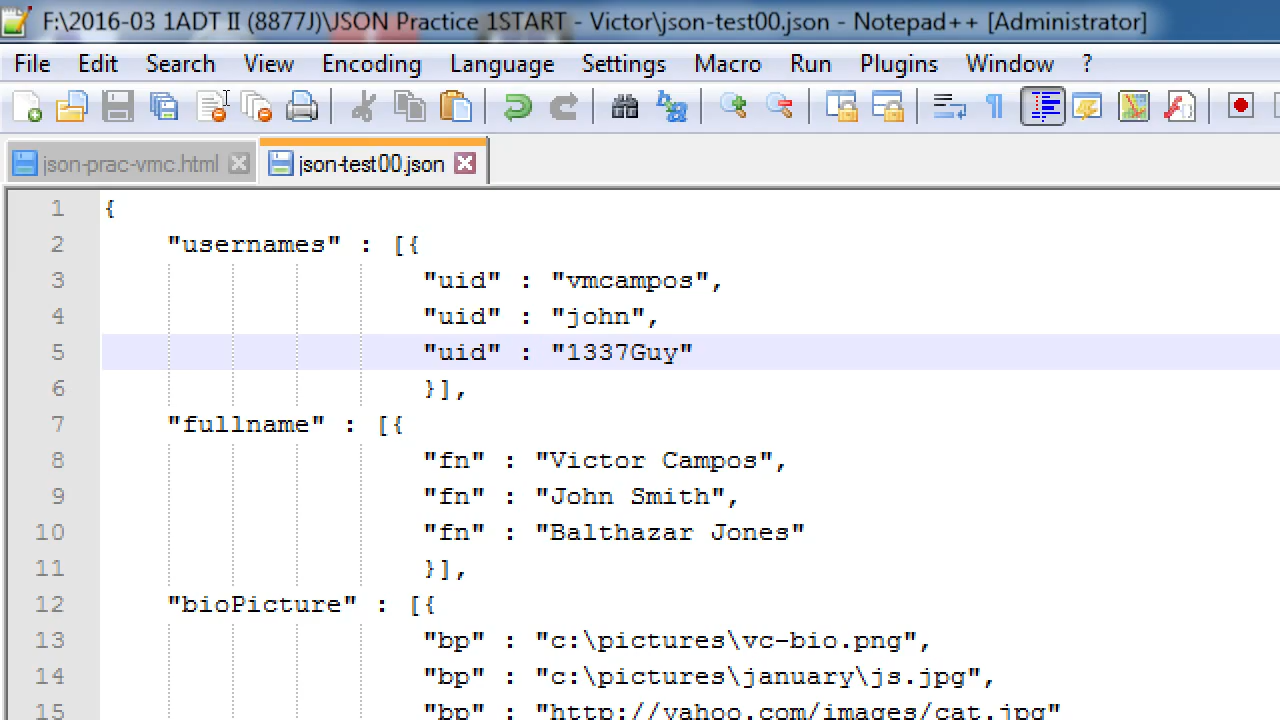 F:\2016-03 1ADT II (8877J)\JSON Practice 1START - Victor\json-test00.json - Notepad++ [Administrator]
File Edit Search View Encoding Language Settings Macro Run Plugins Window ?
json-prac-vmc.html json-test00.json
1 {
2 "usernames" : [{
3 "uid" : "vmcampos",
4 "uid" : "john",
5 "uid" : "1337Guy"
6 }],
7 "fullname" : [{
8 "fn" : "Victor Campos",
9 "fn" : "John Smith",
10 "fn" : "Balthazar Jones"
11 }],
12 "bioPicture" : [{
13 "bp" : "c:\pictures\vc-bio.png",
14 "bp" : "c:\pictures\january\js.jpg",
15 "bp" : "http://yahoo.com/images/cat.jpg"